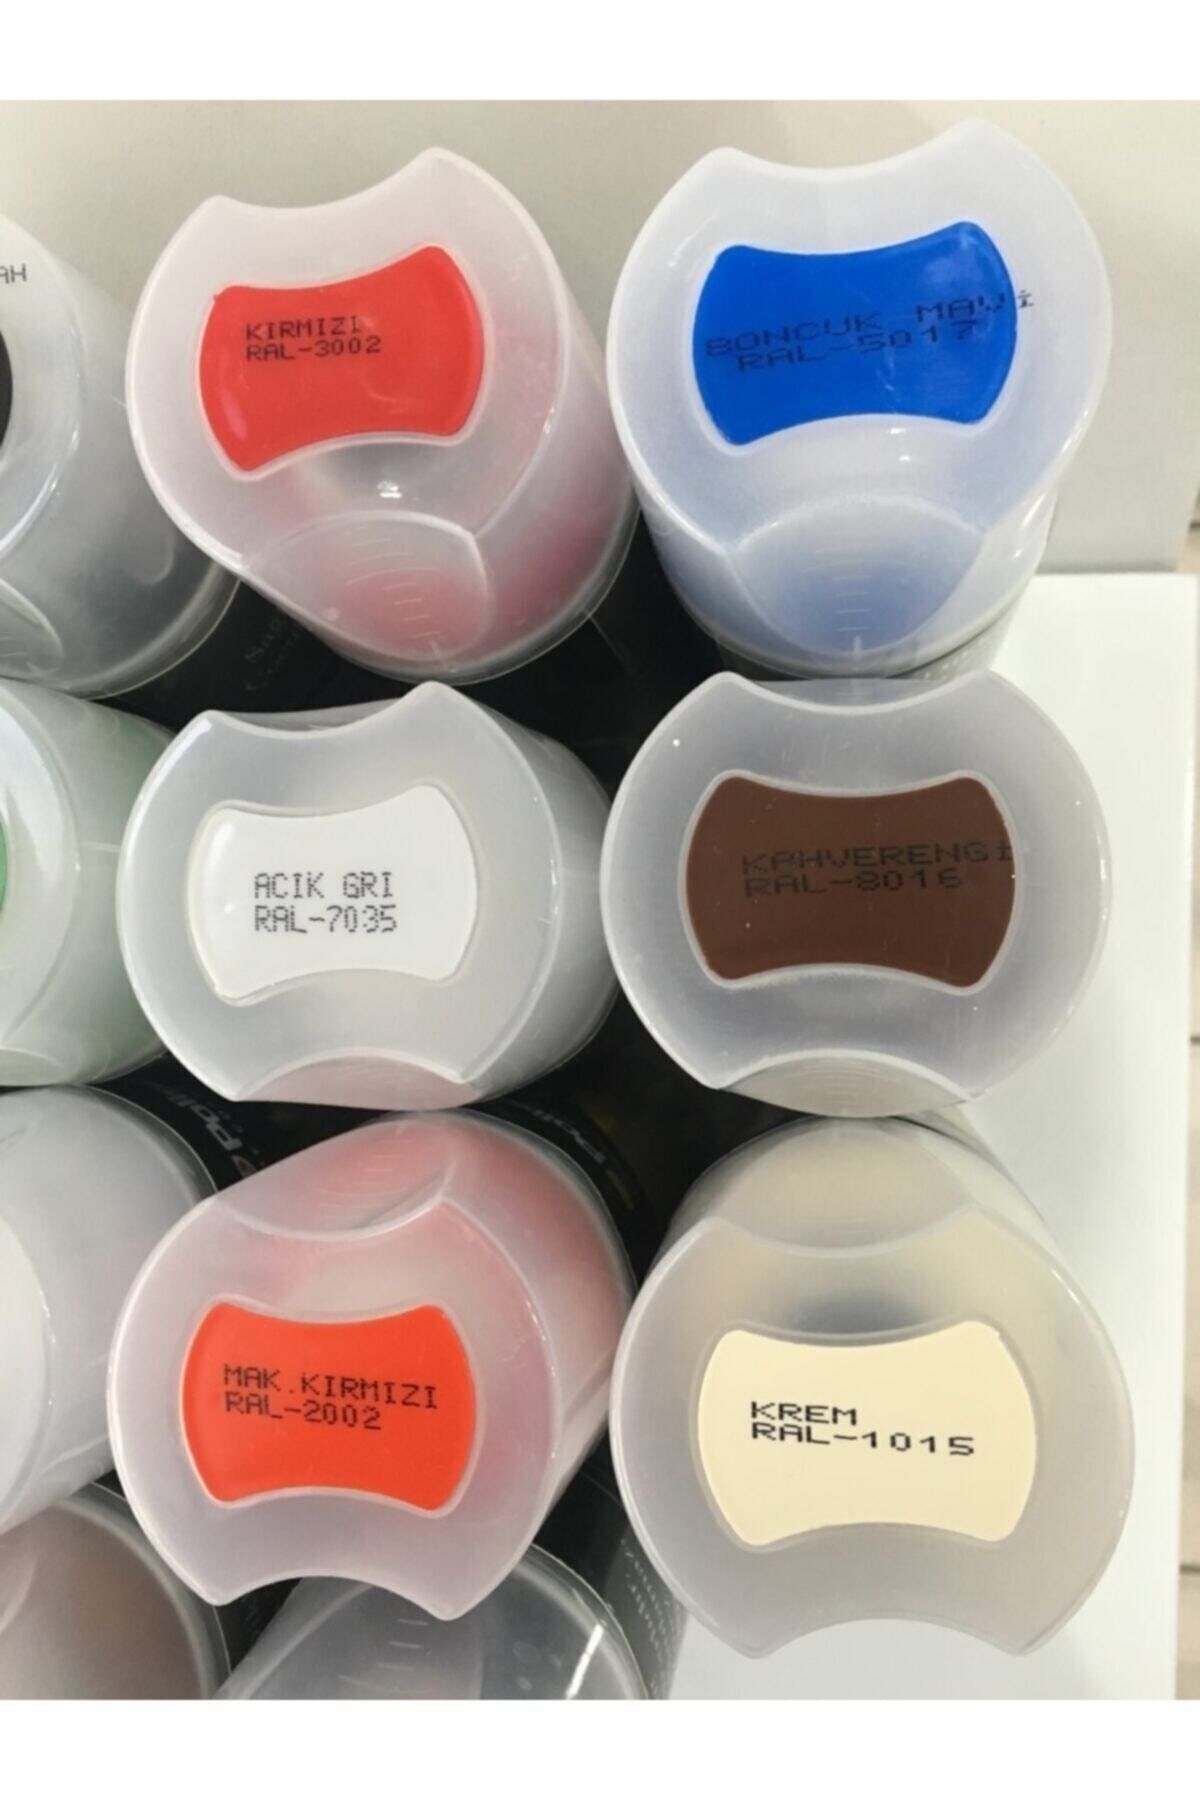 AH
KIRMIZI
RAL-3002
BONCUK MAVi
RAL-5017
ACIK GRI
RAL-7035
KAHVERENGi
RAL-8016
MAK.KIRMIZI
RAL-2002
KREM
RAL-1015